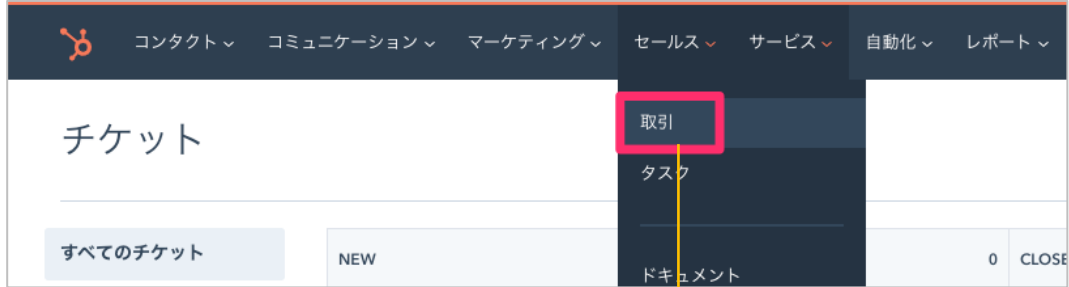 コンタクト コミュニケーション マーケティング セールス サービス 自動化 レポート
取引
チケット
タスク
すべてのチケット NEW 0 CLOSE
ドキュメント